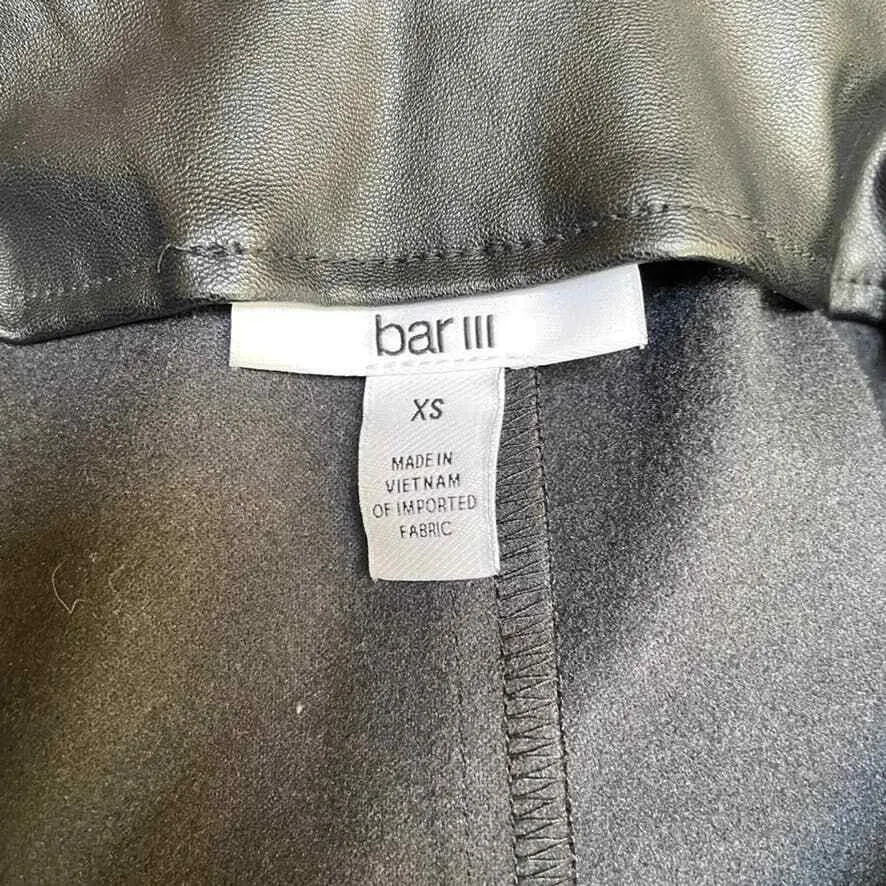 bar III
XS
MADE IN
VIETNAM
OF IMPORTED
FABRIC